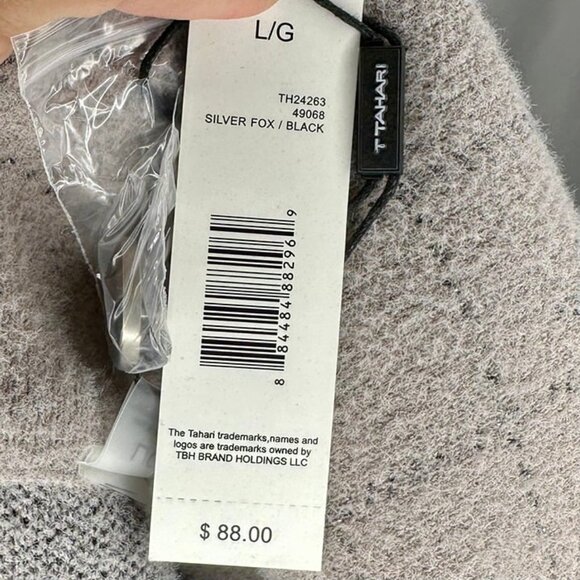 L/G
TH24263
49068
SILVER FOX / BLACK
T TAHARI
8 84484 88296 9
The Tahari trademarks,names and
logos are trademarks owned by
TBH BRAND HOLDINGS LLC
$ 88.00